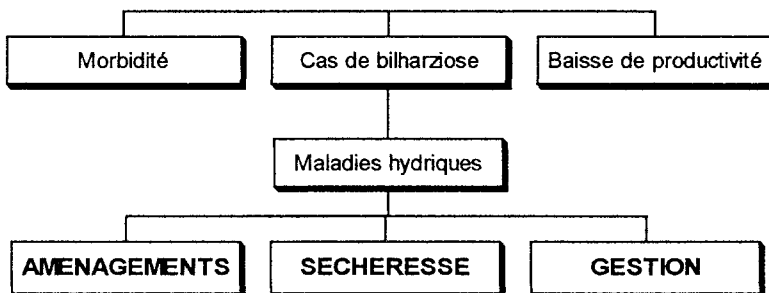 Morbidité
Cas de bilharziose
Baisse de productivité
Maladies hydriques
AMENAGEMENTS
SECHERESSE
GESTION